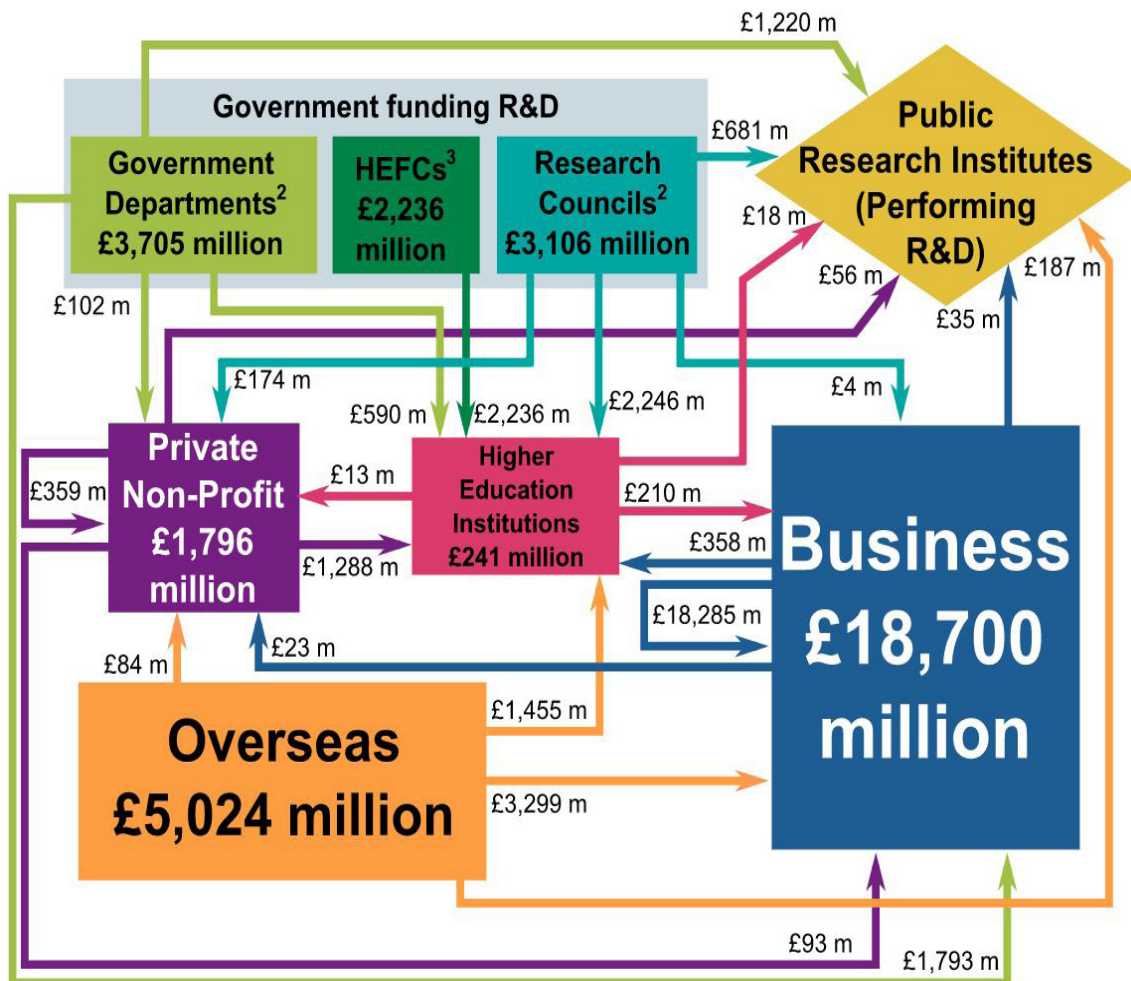 £1,220 m
Government funding R&D
Government
Departments²
£3,705 million
HEFCs³
£2,236
million
Research
Councils²
£3,106 million
£681 m
Public
Research Institutes
(Performing
R&D)
£18 m
£56 m
£187 m
£35 m
£102 m
£174 m
£4 m
£590 m
£2,236 m
£2,246 m
Private
Non-Profit
£1,796
million
£359 m
£13 m
£1,288 m
Higher
Education
Institutions
£241 million
£210 m
£358 m
£18,285 m
Business
£18,700
million
£84 m
£23 m
£1,455 m
Overseas
£5,024 million
£3,299 m
£93 m
£1,793 m